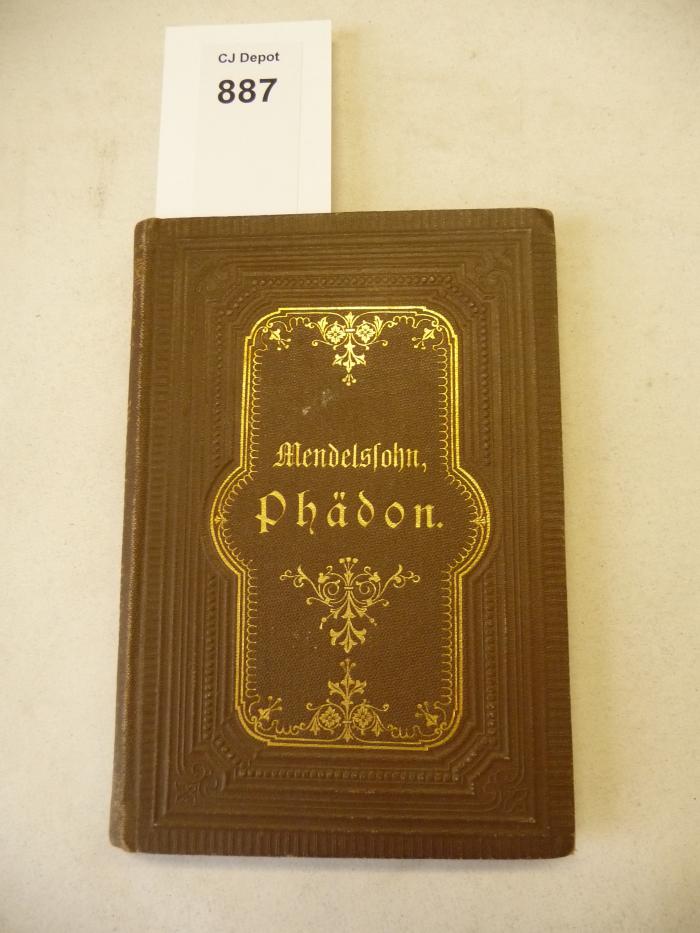 CJ Depot
887
Mendelsſohn,
Phädon.